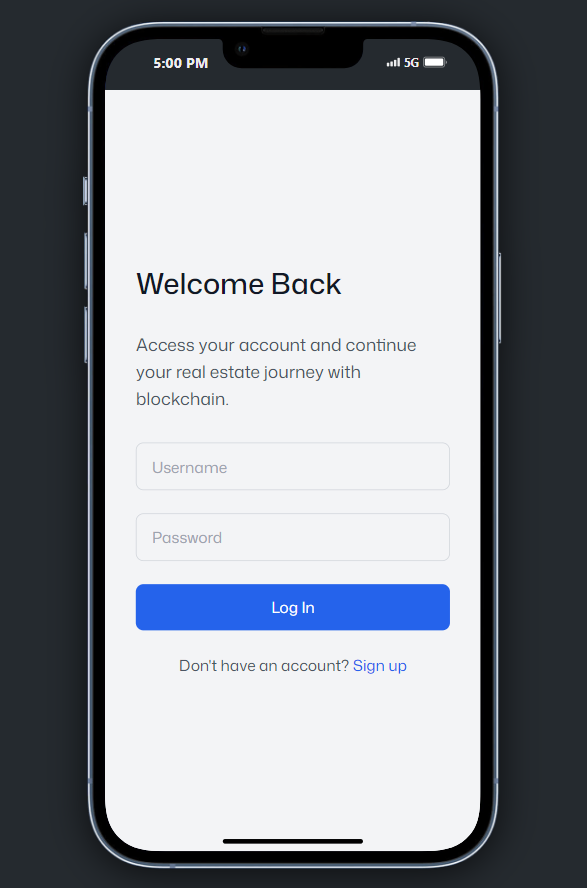 5:00 PM 5G
Welcome Back
Access your account and continue
your real estate journey with
blockchain.
Username
Password
Log In
Don't have an account? Sign up